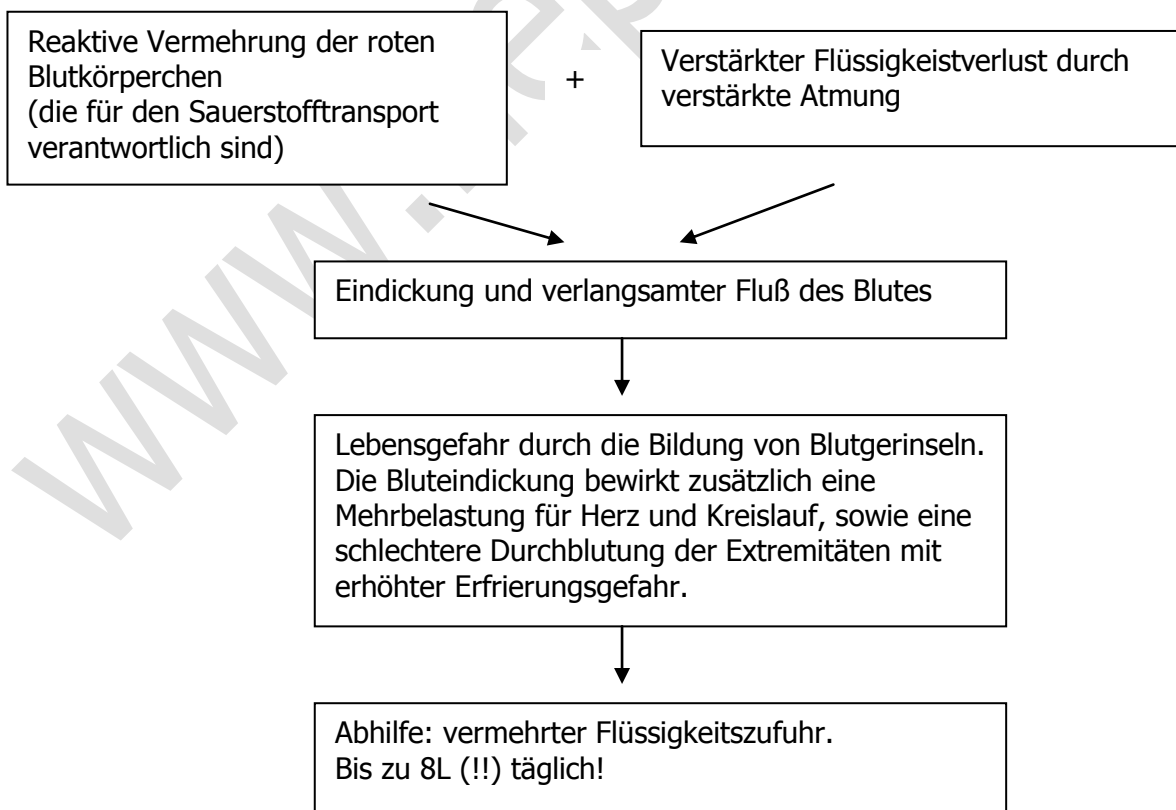 Reaktive Vermehrung der roten
Blutkörperchen
(die für den Sauerstofftransport
verantwortlich sind)
+
Verstärkter Flüssigkeistverlust durch
verstärkte Atmung
Eindickung und verlangsamter Fluß des Blutes
Lebensgefahr durch die Bildung von Blutgerinseln.
Die Bluteindickung bewirkt zusätzlich eine
Mehrbelastung für Herz und Kreislauf, sowie eine
schlechtere Durchblutung der Extremitäten mit
erhöhter Erfrierungsgefahr.
Abhilfe: vermehrter Flüssigkeitszufuhr.
Bis zu 8L (!!) täglich!
www.